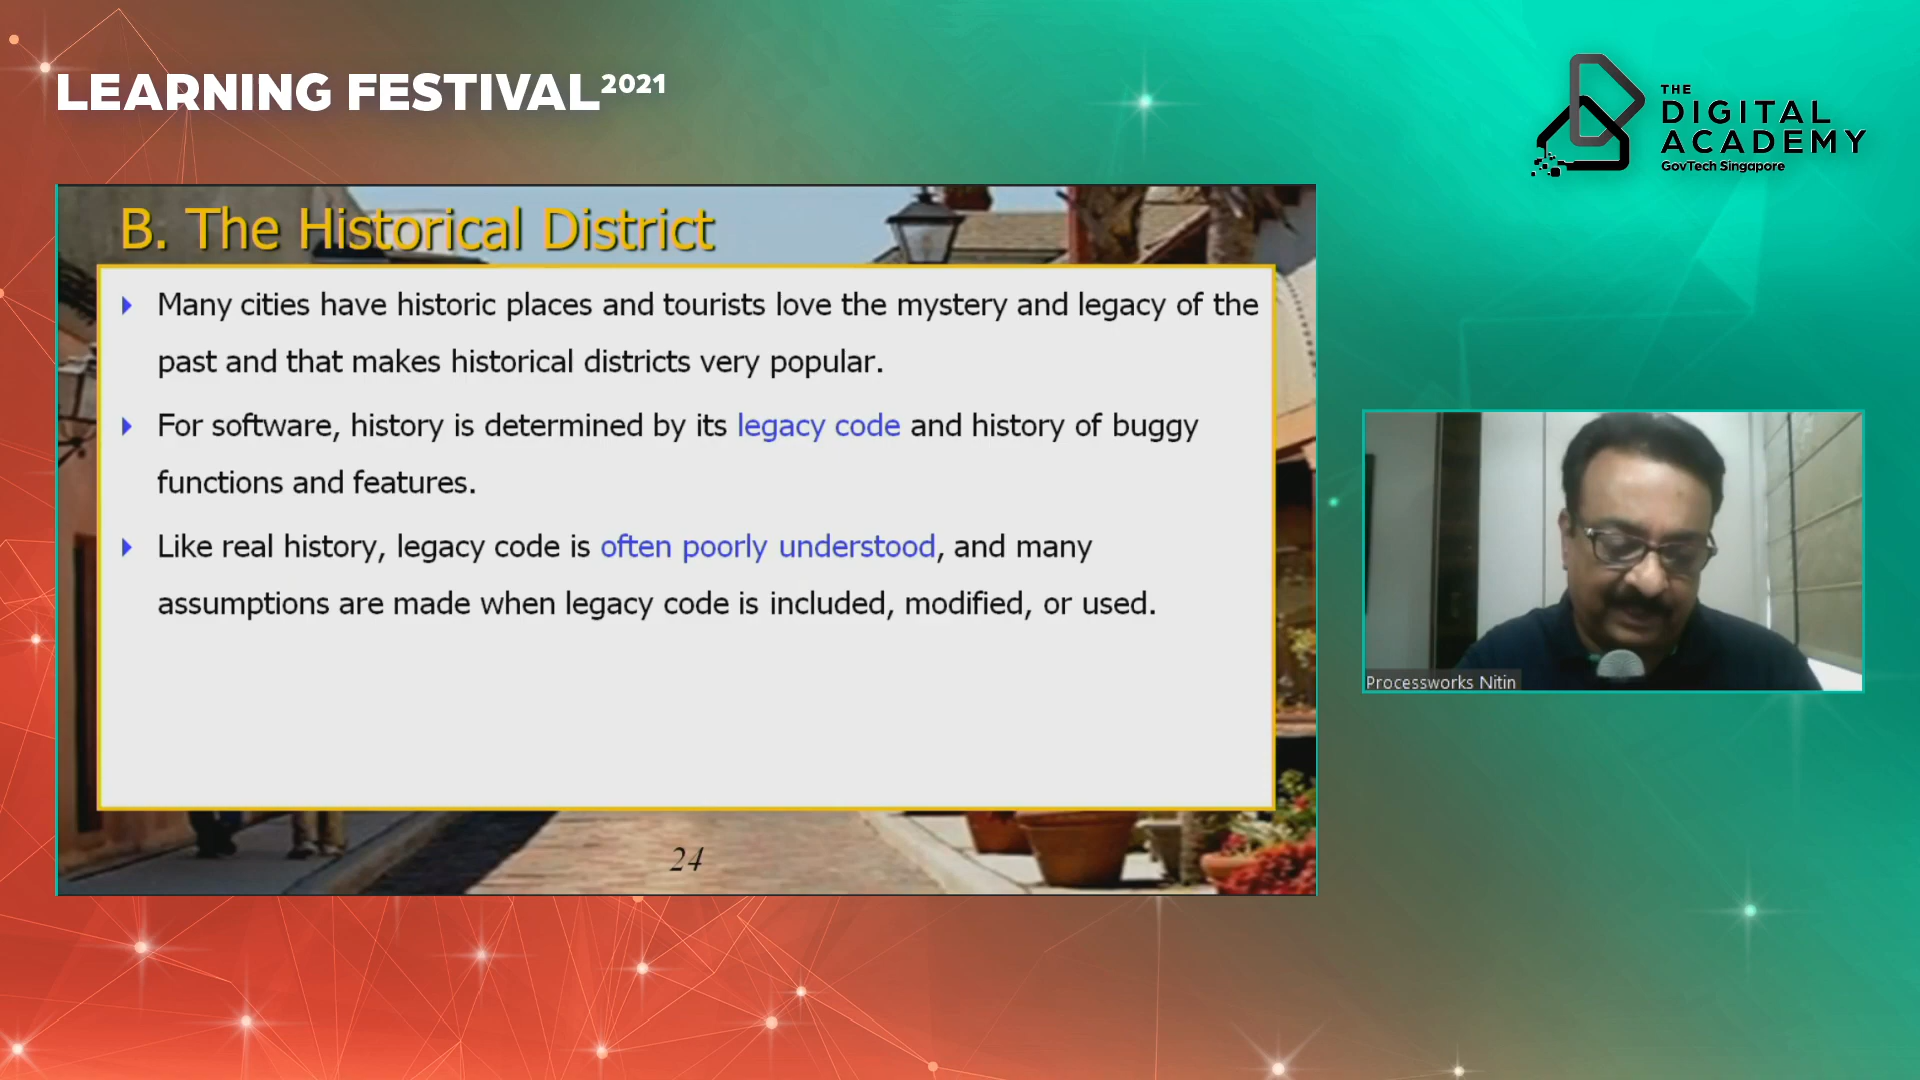 LEARNING FESTIVAL 2021
THE
DIGITAL
ACADEMY
GovTech Singapore
B. The Historical District
Many cities have historic places and tourists love the mystery and legacy of the
past and that makes historical districts very popular.
For software, history is determined by its legacy code and history of buggy
functions and features.
Like real history, legacy code is often poorly understood, and many
assumptions are made when legacy code is included, modified, or used.
24
Processworks Nitin